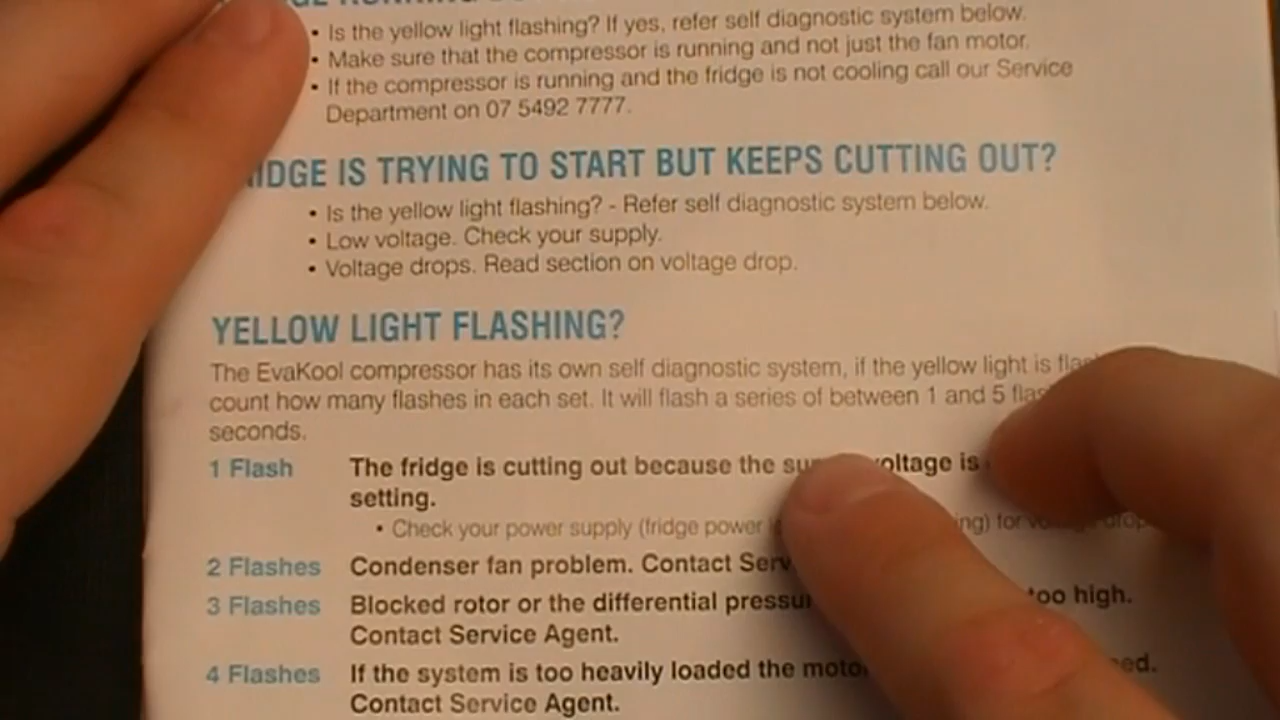 RUNNING
• Is the yellow light flashing? If yes, refer self diagnostic system below.
• Make sure that the compressor is running and not just the fan motor.
• If the compressor is running and the fridge is not cooling call our Service
Department on 07 5492 7777.
IS TRYING TO START BUT KEEPS CUTTING OUT?
• Is the yellow light flashing? - Refer self diagnostic system below.
• Low voltage. Check your supply.
• Voltage drops. Read section on voltage drop.
YELLOW LIGHT FLASHING?
The EvaKool compressor has its own self diagnostic system, if the yellow light is
count how many flashes in each set. It will flash a series of between 1 and 5
seconds.
1 Flash The fridge is cutting out because the voltage is
setting.
• Check your power supply (fridge power for
2 Flashes Condenser fan problem. Contact
3 Flashes Blocked rotor or the differential too high.
Contact Service Agent.
4 Flashes If the system is too heavily loaded the
Contact Service Agent.